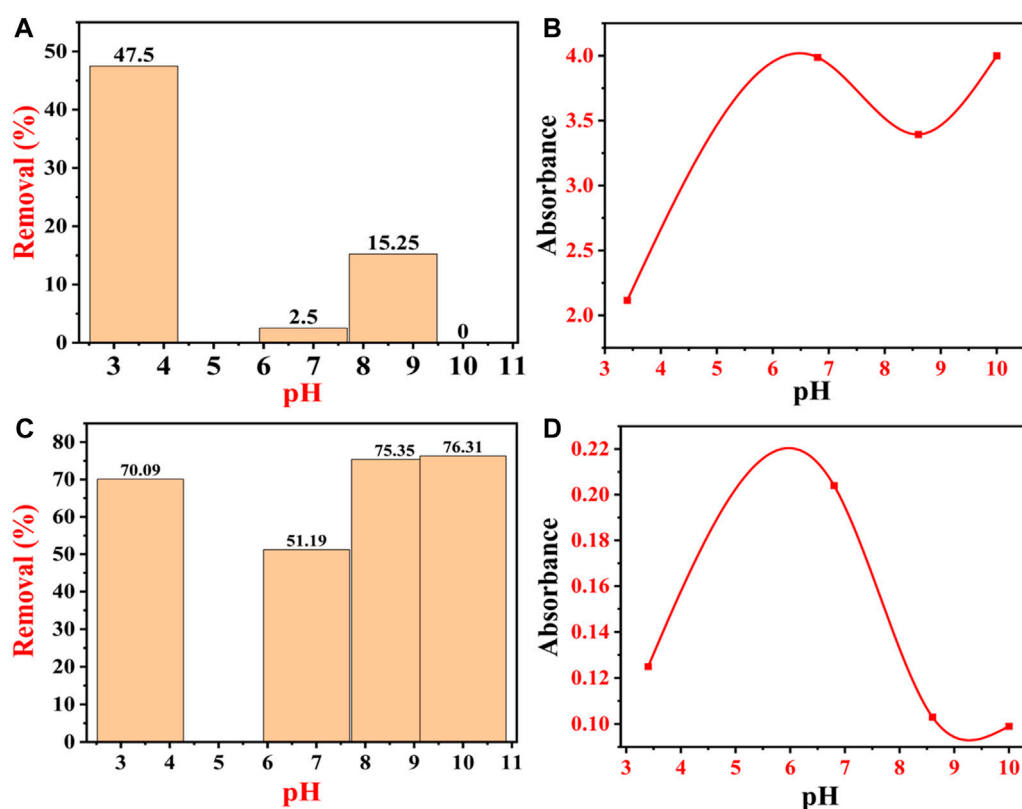 A
Removal (%)
50
40
30
20
10
0
47.5
2.5
15.25
0
3 4 5 6 7 8 9 10 11
pH
B
Absorbance
4.0
3.5
3.0
2.5
2.0
3 4 5 6 7 8 9 10
pH
C
Removal (%)
80
70
60
50
40
30
20
10
0
70.09
51.19
75.35
76.31
3 4 5 6 7 8 9 10 11
pH
D
Absorbance
0.22
0.20
0.18
0.16
0.14
0.12
0.10
3 4 5 6 7 8 9 10
pH